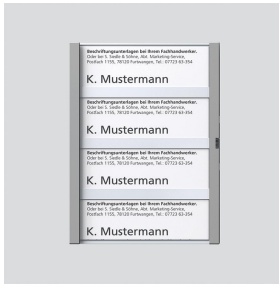 Beschriftungsunterlagen bei Ihrem Fachhandwerker.
Oder bei S. Siedle & Söhne, Abt. Marketing-Service,
Postfach 1155, 78120 Furtwangen, Tel.: 07723 63-354
K. Mustermann
Beschriftungsunterlagen bei Ihrem Fachhandwerker.
Oder bei S. Siedle & Söhne, Abt. Marketing-Service,
Postfach 1155, 78120 Furtwangen, Tel.: 07723 63-354
K. Mustermann
Beschriftungsunterlagen bei Ihrem Fachhandwerker.
Oder bei S. Siedle & Söhne, Abt. Marketing-Service,
Postfach 1155, 78120 Furtwangen, Tel.: 07723 63-354
K. Mustermann
Beschriftungsunterlagen bei Ihrem Fachhandwerker.
Oder bei S. Siedle & Söhne, Abt. Marketing-Service,
Postfach 1155, 78120 Furtwangen, Tel.: 07723 63-354
K. Mustermann